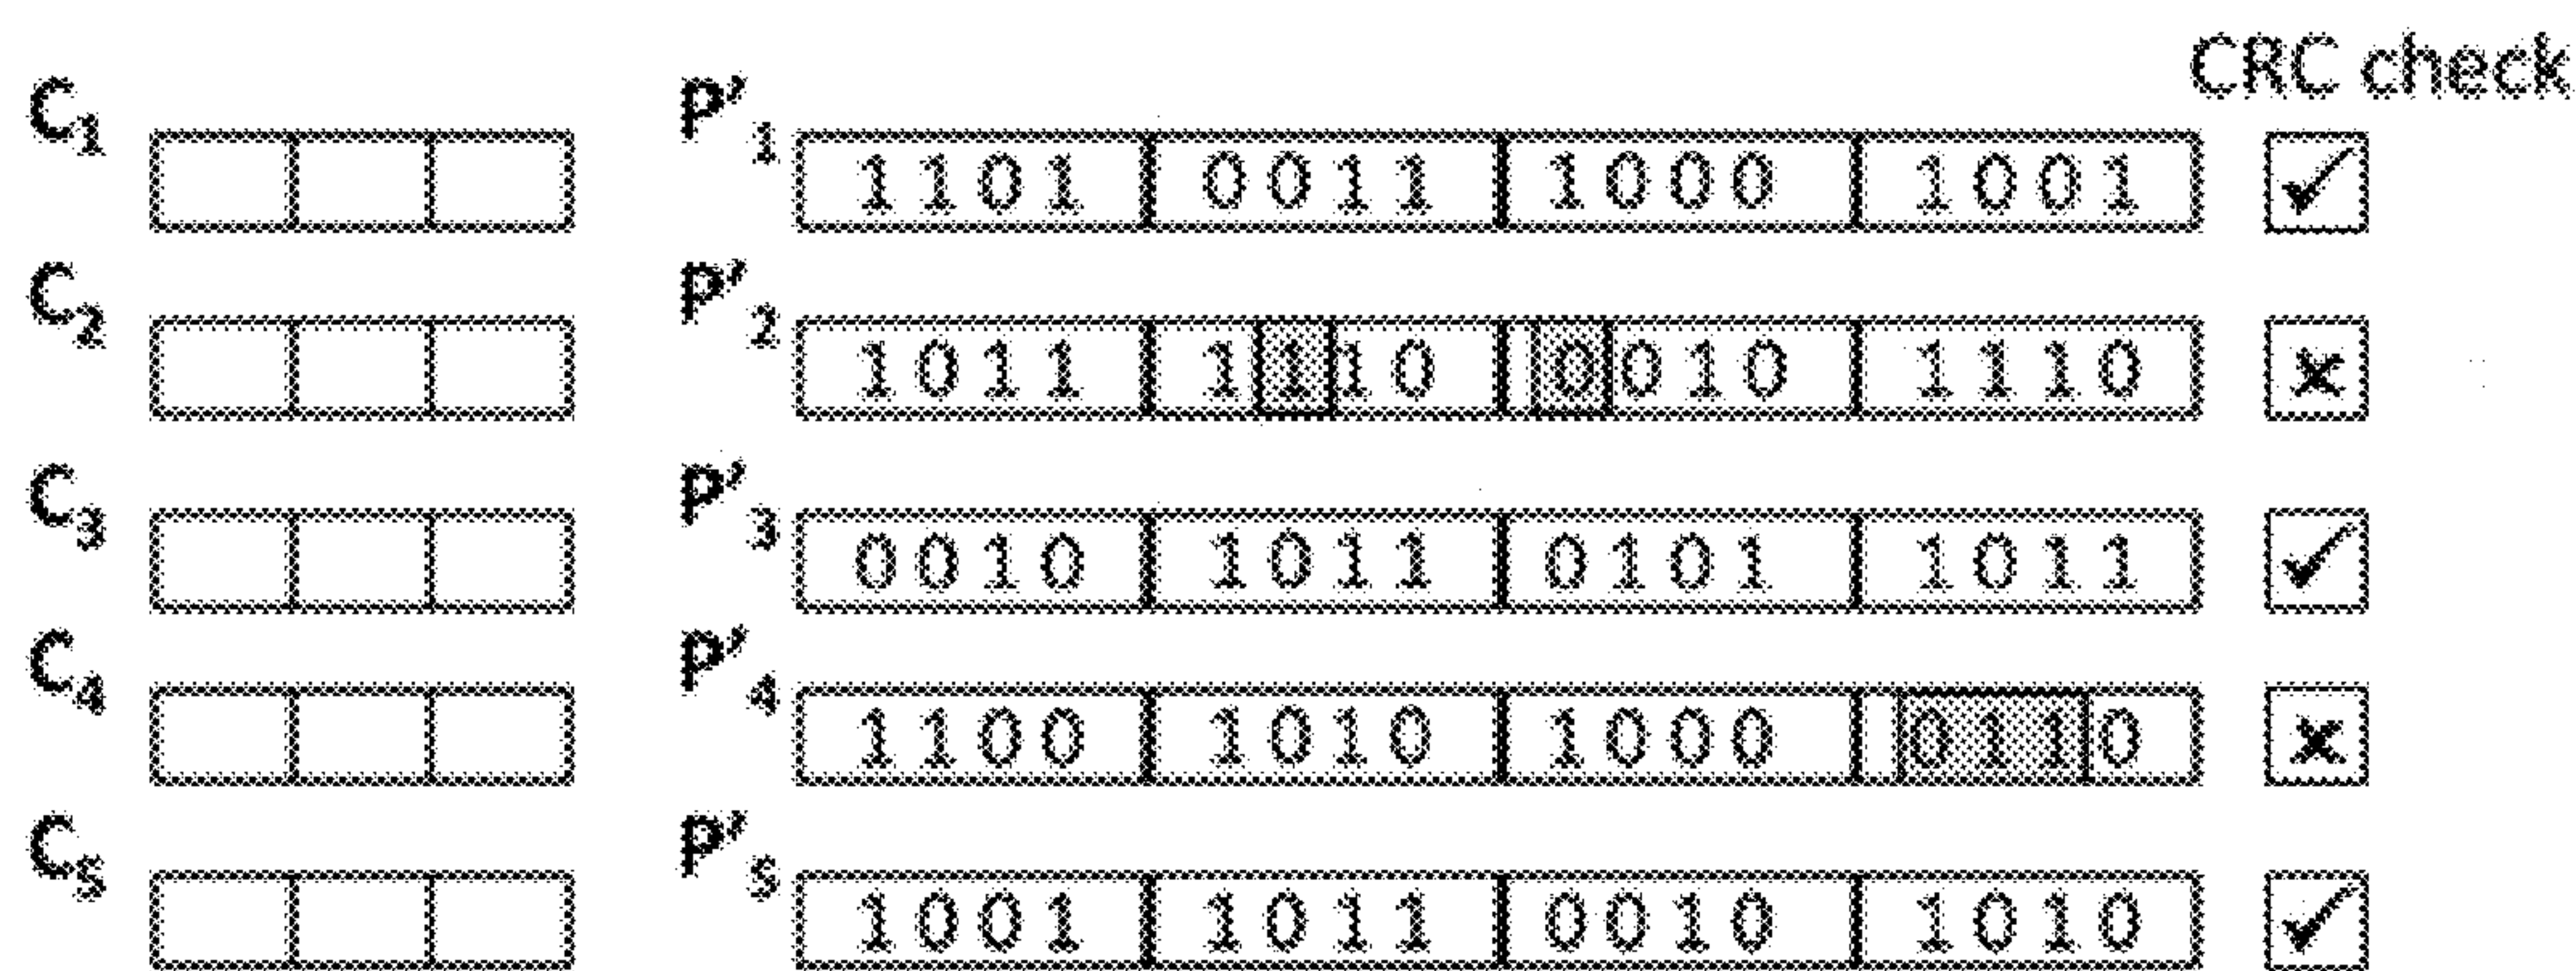 CRC check
C1 P'1 1101 0011 1000 1001 ✓
C2 P'2 1011 1110 0010 1110 ×
C3 P'3 0010 1011 0101 1011 ✓
C4 P'4 1100 1010 1000 0110 ×
C5 P'5 1001 1011 0010 1010 ✓